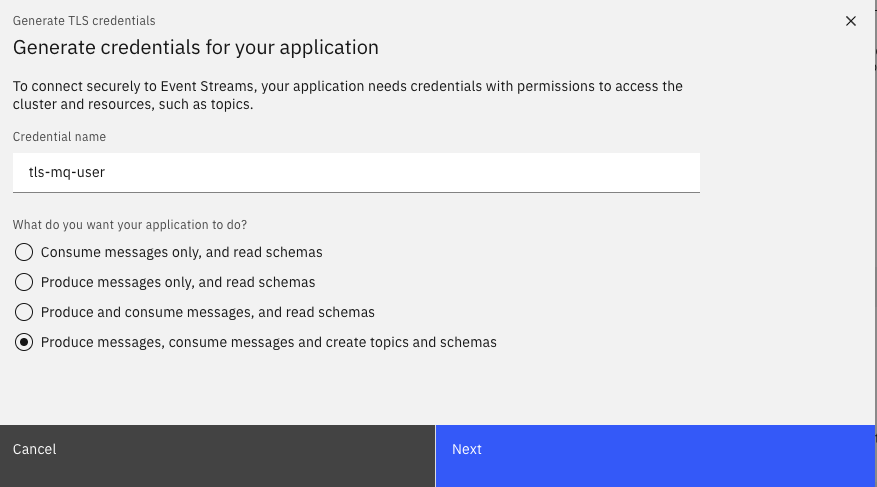 Generate TLS credentials
Generate credentials for your application
To connect securely to Event Streams, your application needs credentials with permissions to access the
cluster and resources, such as topics.
Credential name
tls-mq-user
What do you want your application to do?
Consume messages only, and read schemas
Produce messages only, and read schemas
Produce and consume messages, and read schemas
Produce messages, consume messages and create topics and schemas
Cancel
Next